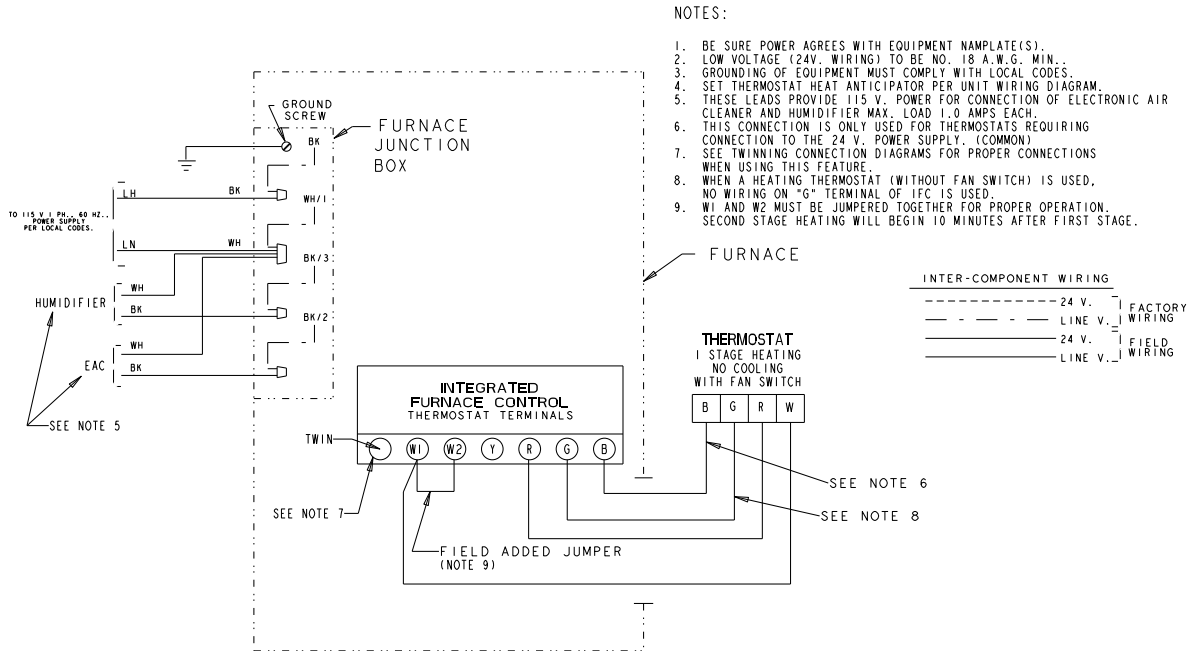 NOTES:
1. BE SURE POWER AGREES WITH EQUIPMENT NAMPLATE(S).
2. LOW VOLTAGE (24V. WIRING) TO BE NO. 18 A.W.G. MIN..
3. GROUNDING OF EQUIPMENT MUST COMPLY WITH LOCAL CODES.
4. SET THERMOSTAT HEAT ANTICIPATOR PER UNIT WIRING DIAGRAM.
5. THESE LEADS PROVIDE 115 V. POWER FOR CONNECTION OF ELECTRONIC AIR
CLEANER AND HUMIDIFIER MAX. LOAD 1.0 AMPS EACH.
6. THIS CONNECTION IS ONLY USED FOR THERMOSTATS REQUIRING
CONNECTION TO THE 24 V. POWER SUPPLY. (COMMON)
7. SEE TWINNING CONNECTION DIAGRAMS FOR PROPER CONNECTIONS
WHEN USING THIS FEATURE.
8. WHEN A HEATING THERMOSTAT (WITHOUT FAN SWITCH) IS USED,
NO WIRING ON "G" TERMINAL OF IFC IS USED.
9. W1 AND W2 MUST BE JUMPERED TOGETHER FOR PROPER OPERATION.
SECOND STAGE HEATING WILL BEGIN 10 MINUTES AFTER FIRST STAGE.
GROUND
SCREW
FURNACE
JUNCTION
BOX
BK
LH
BK
WH/1
TO 115 V 1 PH., 60 HZ..
POWER SUPPLY
PER LOCAL CODES.
LN
WH
BK/3
HUMIDIFIER
WH
BK
BK/2
EAC
WH
BK
SEE NOTE 5
FURNACE
INTER-COMPONENT WIRING
24 V.
LINE V.
FACTORY
WIRING
24 V.
LINE V.
FIELD
WIRING
THERMOSTAT
1 STAGE HEATING
NO COOLING
WITH FAN SWITCH
B G R W
INTEGRATED
FURNACE CONTROL
THERMOSTAT TERMINALS
TWIN
W1 W2 Y R G B
SEE NOTE 7
SEE NOTE 6
SEE NOTE 8
FIELD ADDED JUMPER
(NOTE 9)